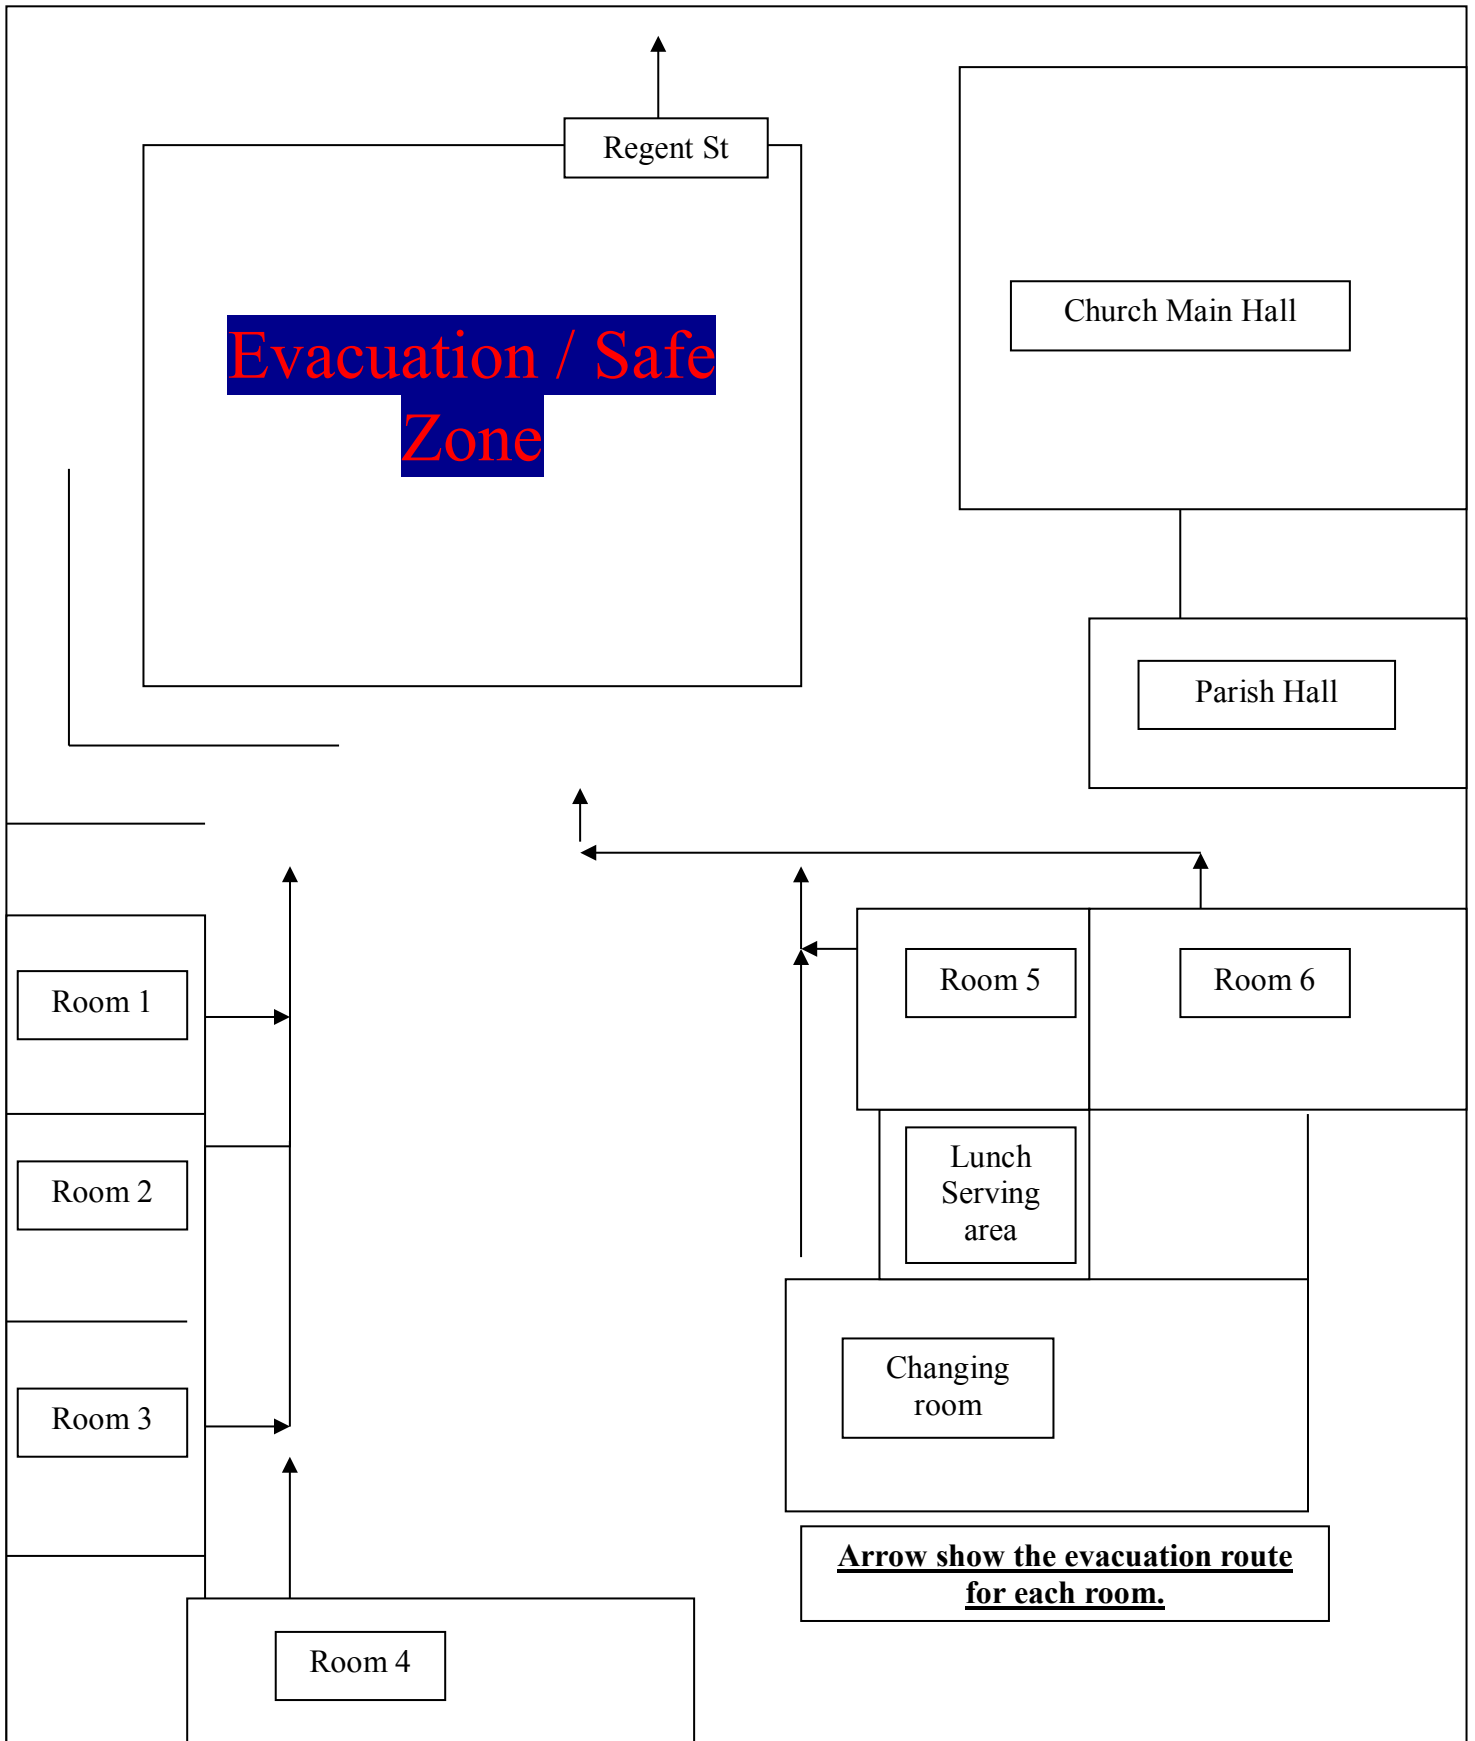 Regent St
Church Main Hall
Evacuation / Safe
Zone
Parish Hall
Room 1
Room 5
Room 6
Lunch
Serving
area
Room 2
Changing
room
Room 3
Arrow show the evacuation route
for each room.
Room 4